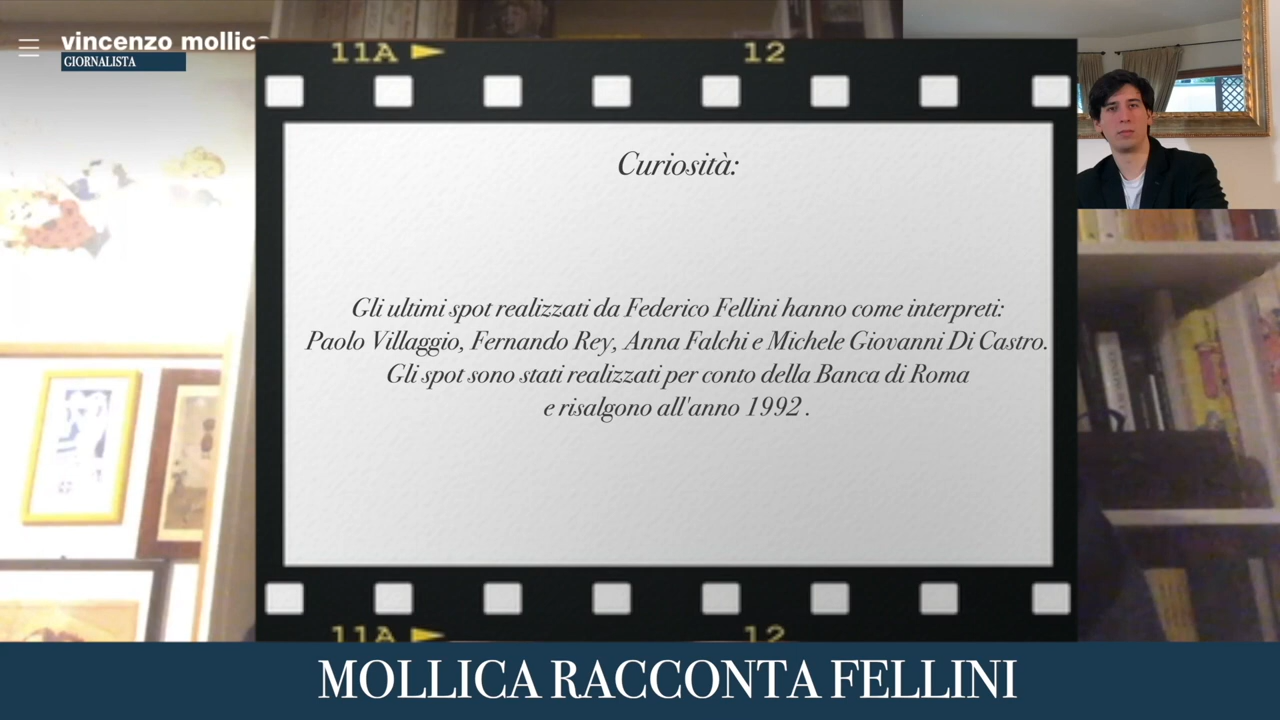 vincenzo mollica
GIORNALISTA
11A 12
Curiosità:
Gli ultimi spot realizzati da Federico Fellini hanno come interpreti:
Paolo Villaggio, Fernando Rey, Anna Falchi e Michele Giovanni Di Castro.
Gli spot sono stati realizzati per conto della Banca di Roma
e risalgono all'anno 1992 .
11A 12
MOLLICA RACCONTA FELLINI